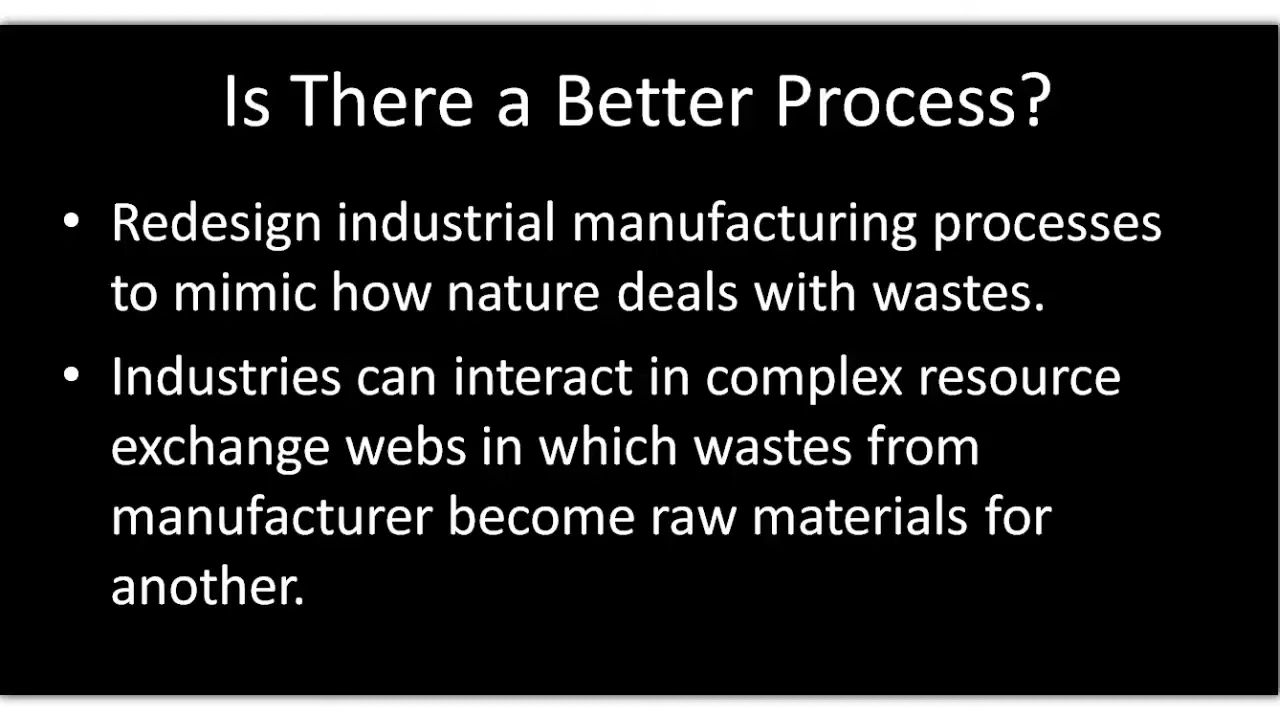 Is There a Better Process?
• Redesign industrial manufacturing processes
to mimic how nature deals with wastes.
• Industries can interact in complex resource
exchange webs in which wastes from
manufacturer become raw materials for
another.